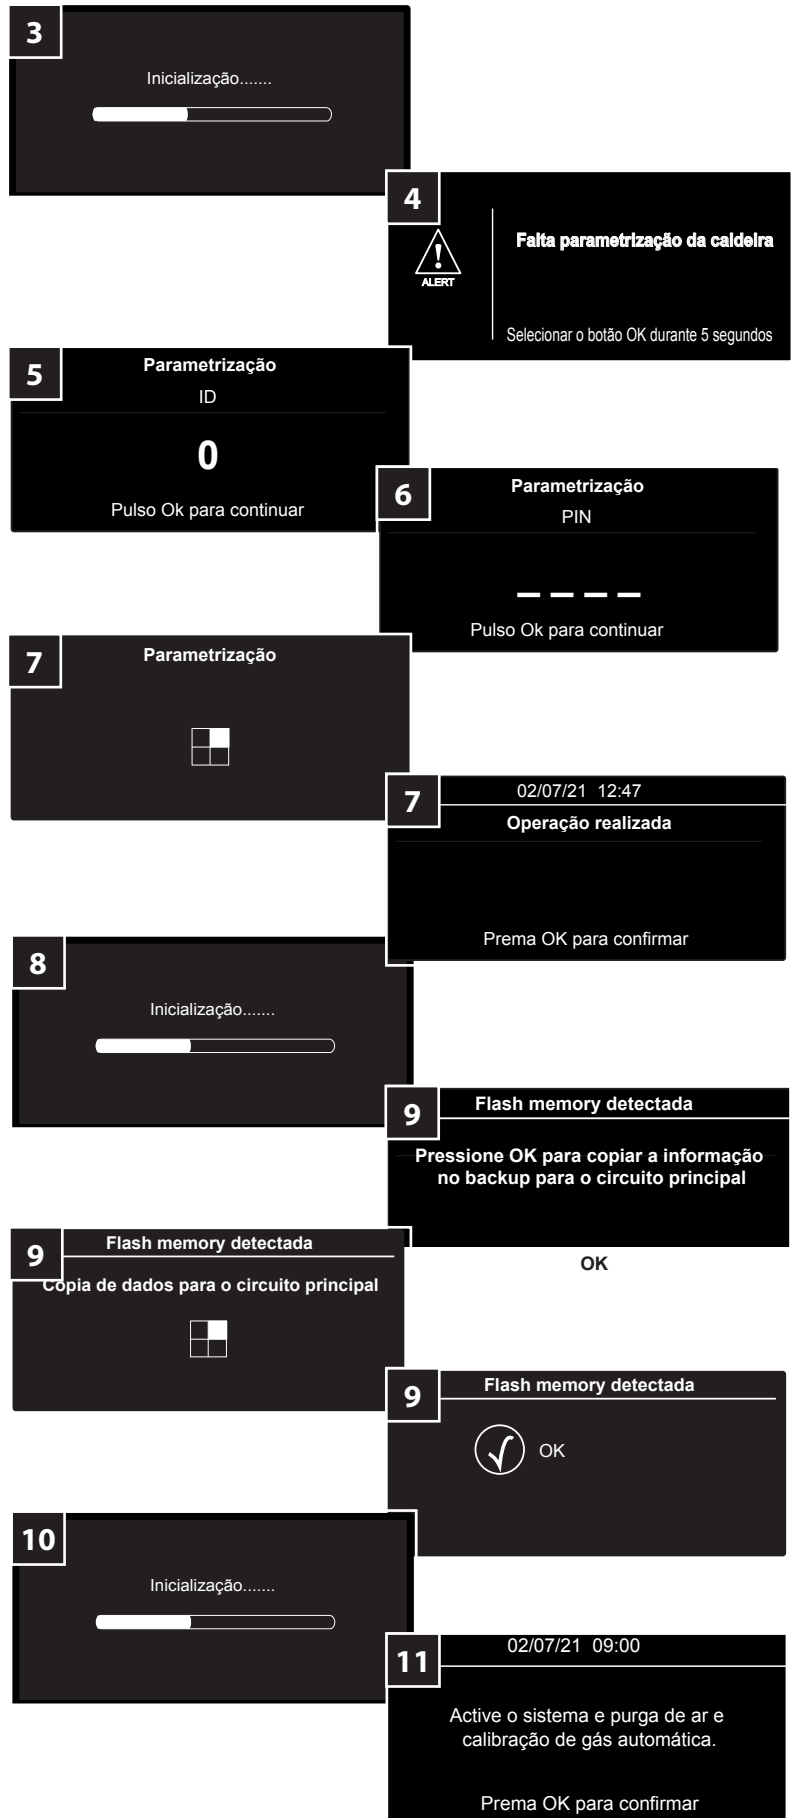 3
Inicialização.......
4
ALERT
Falta parametrização da caldeira
Selecionar o botão OK durante 5 segundos
5
Parametrização
ID
0
Pulso Ok para continuar
6
Parametrização
PIN
_ _ _ _
Pulso Ok para continuar
7
Parametrização
7
02/07/21 12:47
Operação realizada
Prema OK para confirmar
8
Inicialização.......
9
Flash memory detectada
Pressione OK para copiar a informação
no backup para o circuito principal
OK
9
Flash memory detectada
Copia de dados para o circuito principal
9
Flash memory detectada
OK
10
Inicialização.......
11
02/07/21 09:00
Active o sistema e purga de ar e
calibração de gás automática.
Prema OK para confirmar